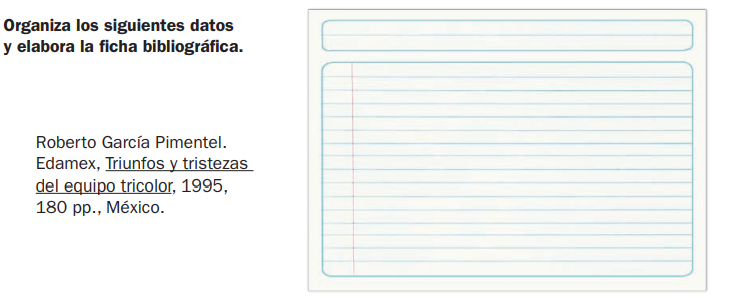 Organiza los siguientes datos
y elabora la ficha bibliográfica.
Roberto García Pimentel.
Edamex, Triunfos y tristezas
del equipo tricolor, 1995,
180 pp., México.